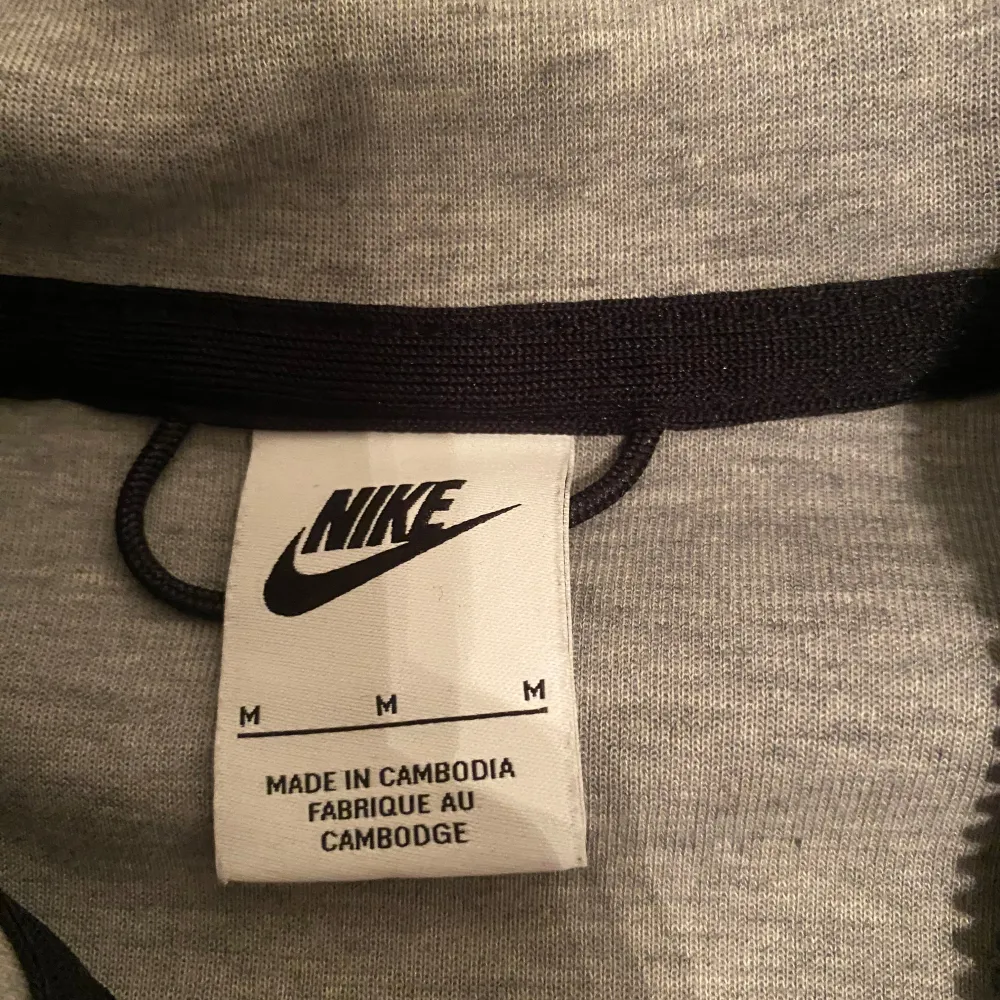 NIKE
M M M
MADE IN CAMBODIA
FABRIQUE AU
CAMBODGE